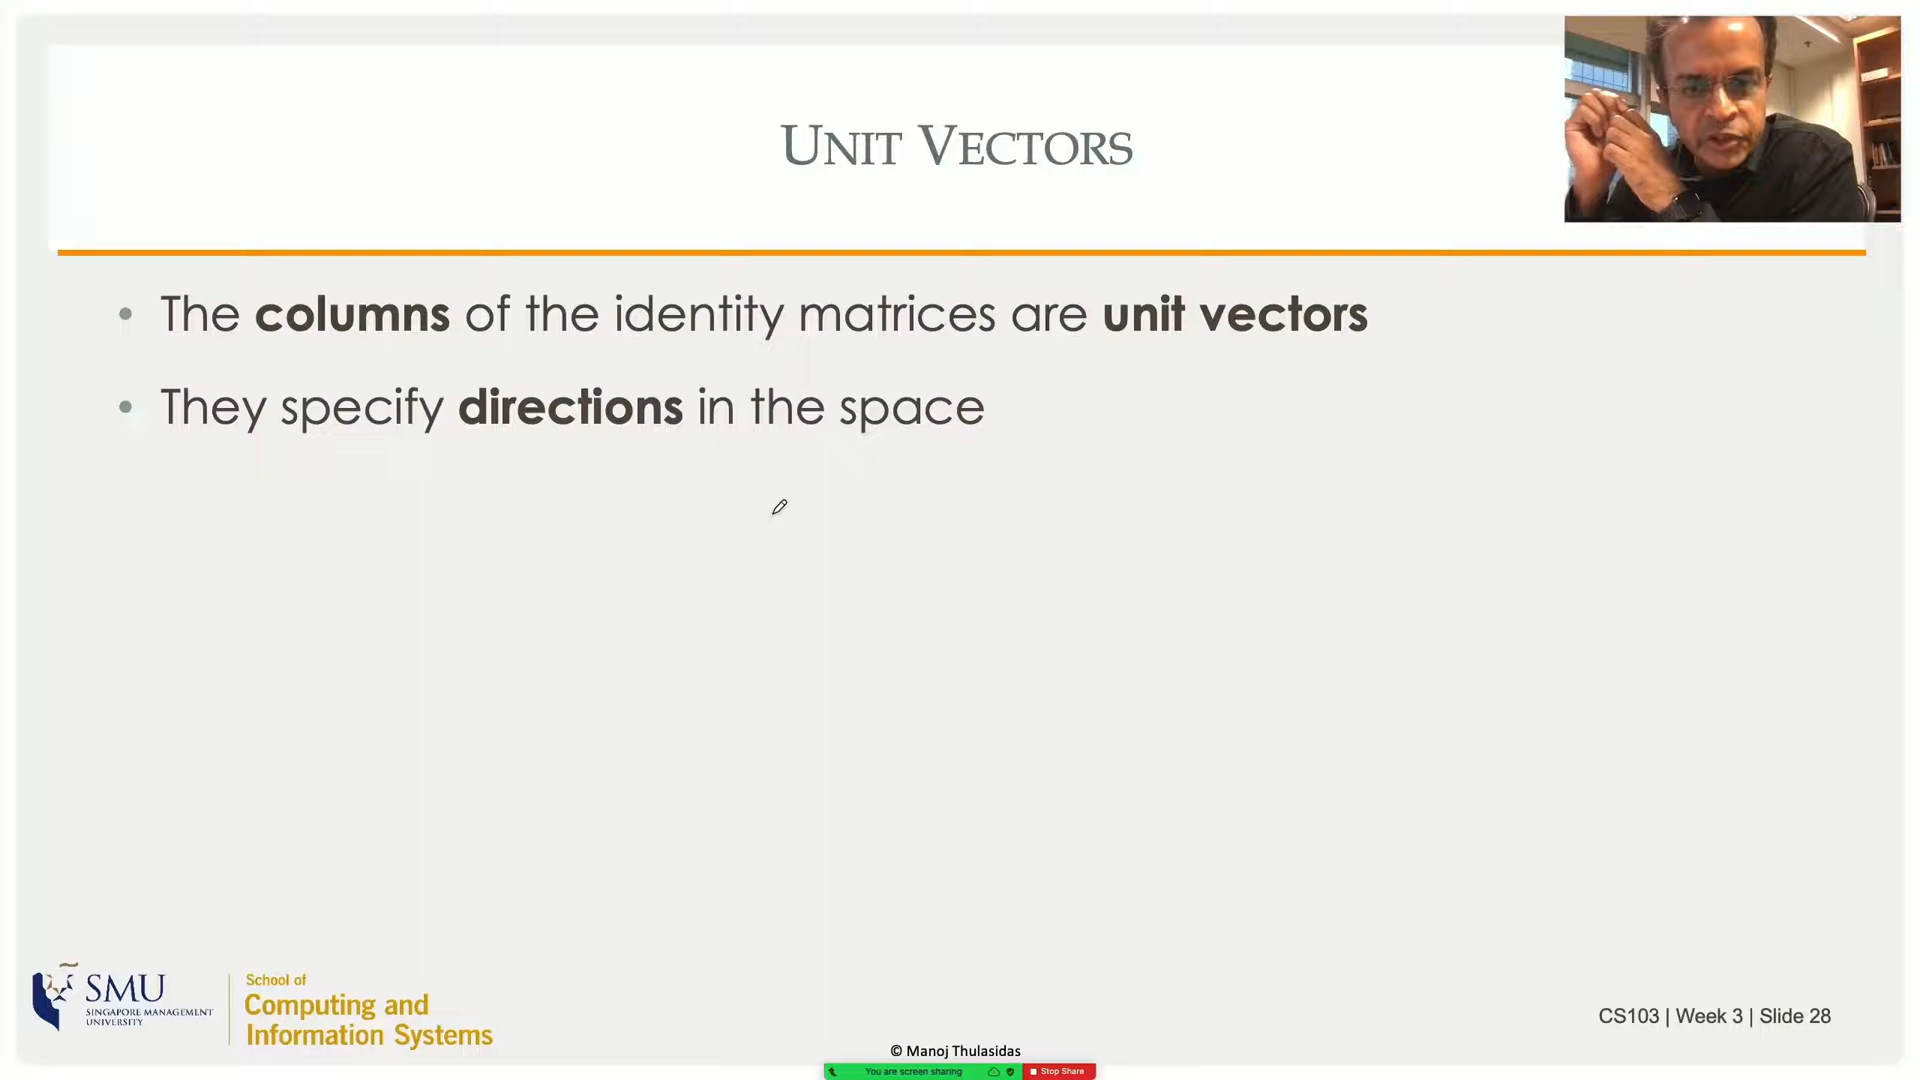 UNIT VECTORS
• The columns of the identity matrices are unit vectors
• They specify directions in the space
SMU
SINGAPORE MANAGEMENT
UNIVERSITY
School of
Computing and
Information Systems
CS103 | Week 3 | Slide 28
© Manoj Thulasidas
You are screen sharing
Stop Share